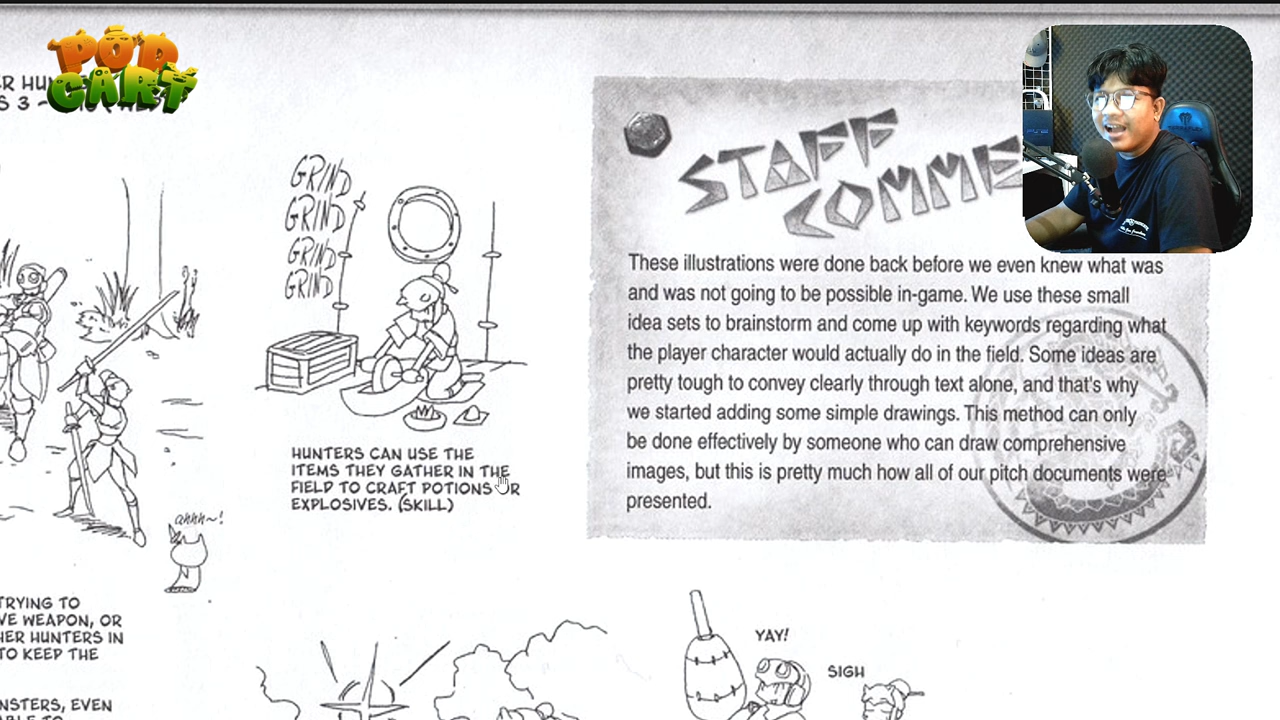 POD
GARY
S 3 -
GRIND
GRIND
GRIND
GRIND
STAFF
COMME
These illustrations were done back before we even knew what was
and was not going to be possible in-game. We use these small
idea sets to brainstorm and come up with keywords regarding what
the player character would actually do in the field. Some ideas are
pretty tough to convey clearly through text alone, and that's why
we started adding some simple drawings. This method can only
be done effectively by someone who can draw comprehensive
images, but this is pretty much how all of our pitch documents were
presented.
HUNTERS CAN USE THE
ITEMS THEY GATHER IN THE
FIELD TO CRAFT POTIONS OR
EXPLOSIVES. (SKILL)
ahhh~!
TRYING TO
VE WEAPON, OR
HER HUNTERS IN
TO KEEP THE
NSTERS, EVEN
YAY!
SIGH